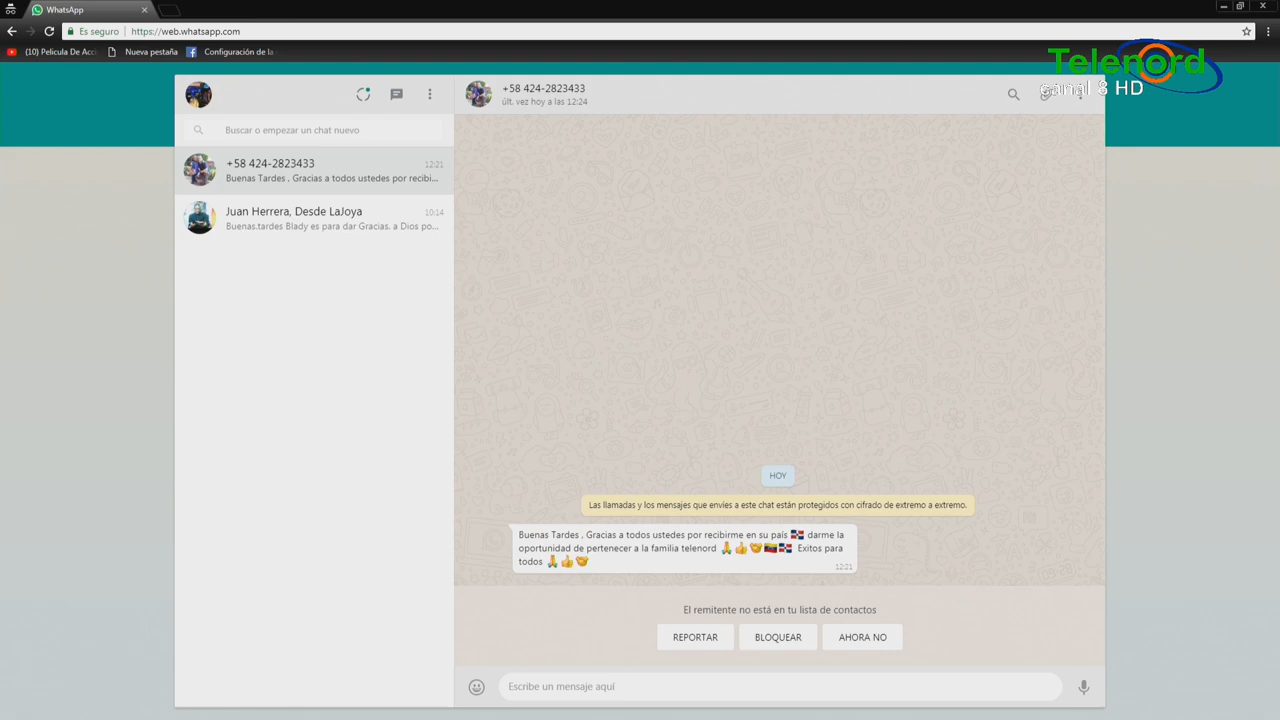 WhatsApp
Es seguro
https://web.whatsapp.com
(10) Pelicula De Acci
Nueva pestaña
Configuración de la
Telenord
canal 8 HD
+58 424-2823433
últ. vez hoy a las 12:24
Buscar o empezar un chat nuevo
+58 424-2823433
12:21
Buenas Tardes , Gracias a todos ustedes por recibi...
Juan Herrera, Desde LaJoya
10:14
Buenas.tardes Blady es para dar Gracias. a Dios po...
HOY
Las llamadas y los mensajes que envíes a este chat están protegidos con cifrado de extremo a extremo.
Buenas Tardes , Gracias a todos ustedes por recibirme en su país 🇩🇴 darme la
oportunidad de pertenecer a la familia telenord 🙏👍🤝🇻🇪🇩🇴 Exitos para
todos 🙏👍🤝
12:21
El remitente no está en tu lista de contactos
REPORTAR
BLOQUEAR
AHORA NO
Escribe un mensaje aquí